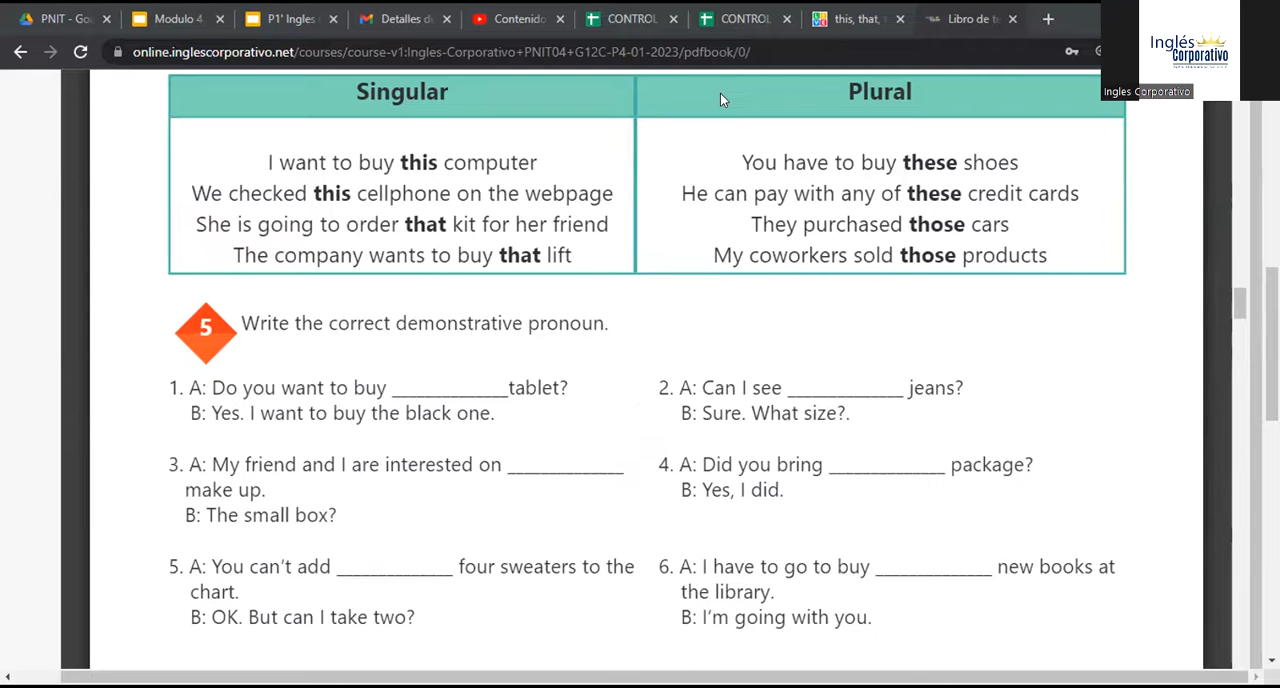 PNIT - Go
Modulo 4
P1' Ingles
Detalles d
Contenido
CONTROL
CONTROL
this, that,
Libro de t
online.inglescorporativo.net/courses/course-v1:Ingles-Corporativo+PNIT04+G12C-P4-01-2023/pdfbook/0/
Inglés
Corporativo
Ingles Corporativo
Singular
Plural
I want to buy this computer
We checked this cellphone on the webpage
She is going to order that kit for her friend
The company wants to buy that lift
You have to buy these shoes
He can pay with any of these credit cards
They purchased those cars
My coworkers sold those products
5 Write the correct demonstrative pronoun.
1. A: Do you want to buy _____________tablet?
B: Yes. I want to buy the black one.
2. A: Can I see _____________ jeans?
B: Sure. What size?.
3. A: My friend and I are interested on _____________
make up.
B: The small box?
4. A: Did you bring _____________ package?
B: Yes, I did.
5. A: You can't add _____________ four sweaters to the
chart.
B: OK. But can I take two?
6. A: I have to go to buy _____________ new books at
the library.
B: I'm going with you.